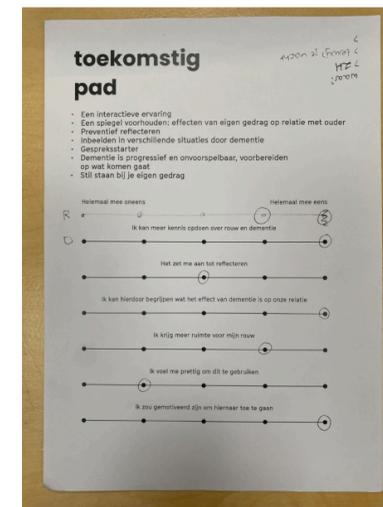 toekomstig
pad
• Een interactieve ervaring
• Een spiegel voorhouden: effecten van eigen gedrag op relatie met ouder
• Preventief reflecteren
• Inbeelden in verschillende situaties door dementie
• Gespreksstarter
• Dementie is progressief en onvoorspelbaar, voorbereiden
op wat komen gaat
• Stil staan bij je eigen gedrag
Helemaal mee oneens Helemaal mee eens
R
Ik kan meer kennis opdoen over rouw en dementie
D
Het zet me aan tot reflecteren
Ik kan hierdoor begrijpen wat het effect van dementie is op onze relatie
Ik krijg meer ruimte voor mijn rouw
Ik voel me prettig om dit te gebruiken
Ik zou gemotiveerd zijn om hiernaar toe te gaan